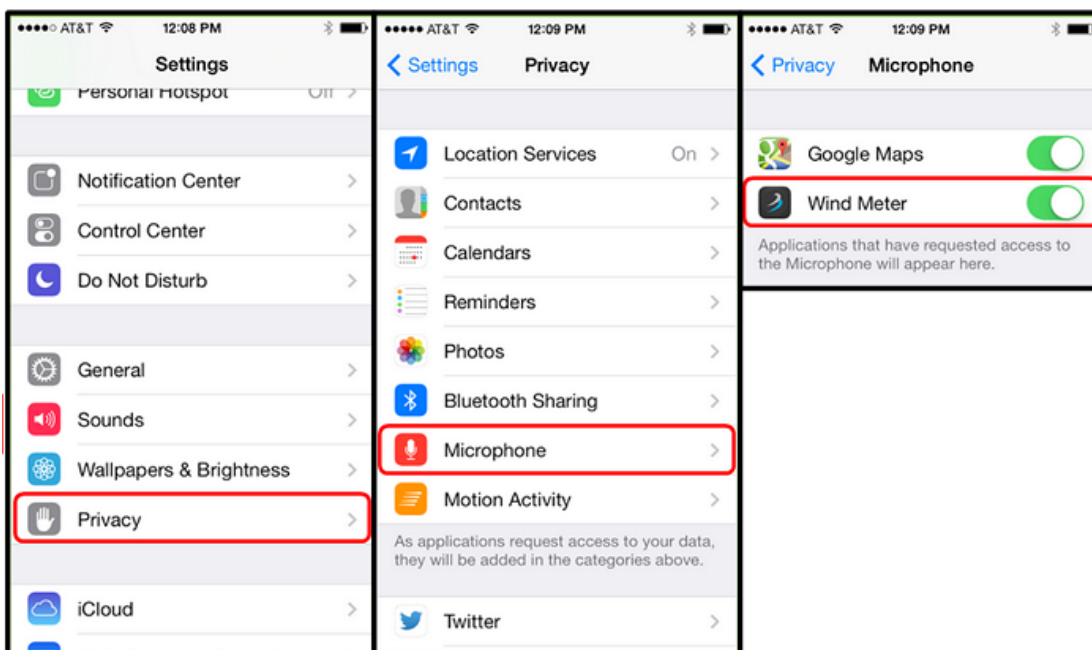 AT&T 12:08 PM
Settings
Personal Hotspot Off
Notification Center
Control Center
Do Not Disturb
General
Sounds
Wallpapers & Brightness
Privacy
iCloud
AT&T 12:09 PM
Settings Privacy
Location Services On
Contacts
Calendars
Reminders
Photos
Bluetooth Sharing
Microphone
Motion Activity
As applications request access to your data,
they will be added in the categories above.
Twitter
AT&T 12:09 PM
Privacy Microphone
Google Maps
Wind Meter
Applications that have requested access to
the Microphone will appear here.